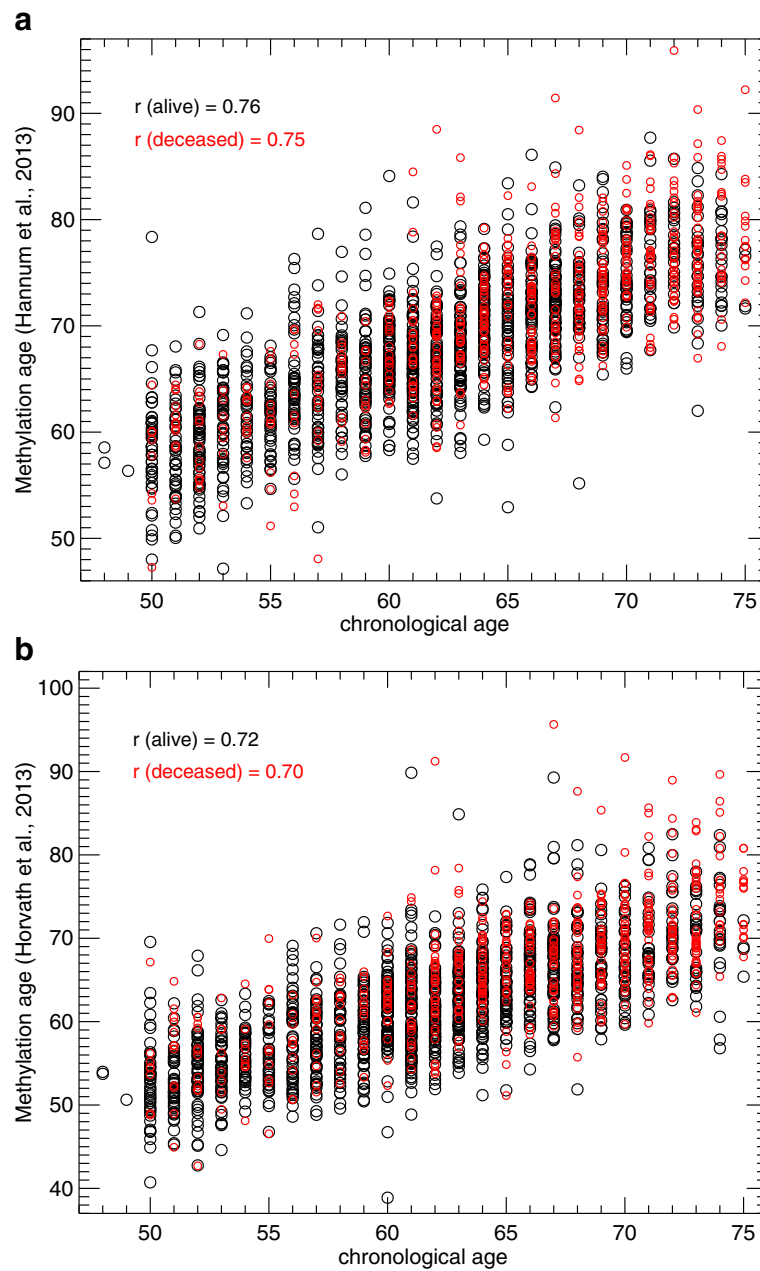 a
r (alive) = 0.76
r (deceased) = 0.75
Methylation age (Hannum et al., 2013)
90
80
70
60
50
50 55 60 65 70 75
chronological age
b
r (alive) = 0.72
r (deceased) = 0.70
Methylation age (Horvath et al., 2013)
100
90
80
70
60
50
40
50 55 60 65 70 75
chronological age